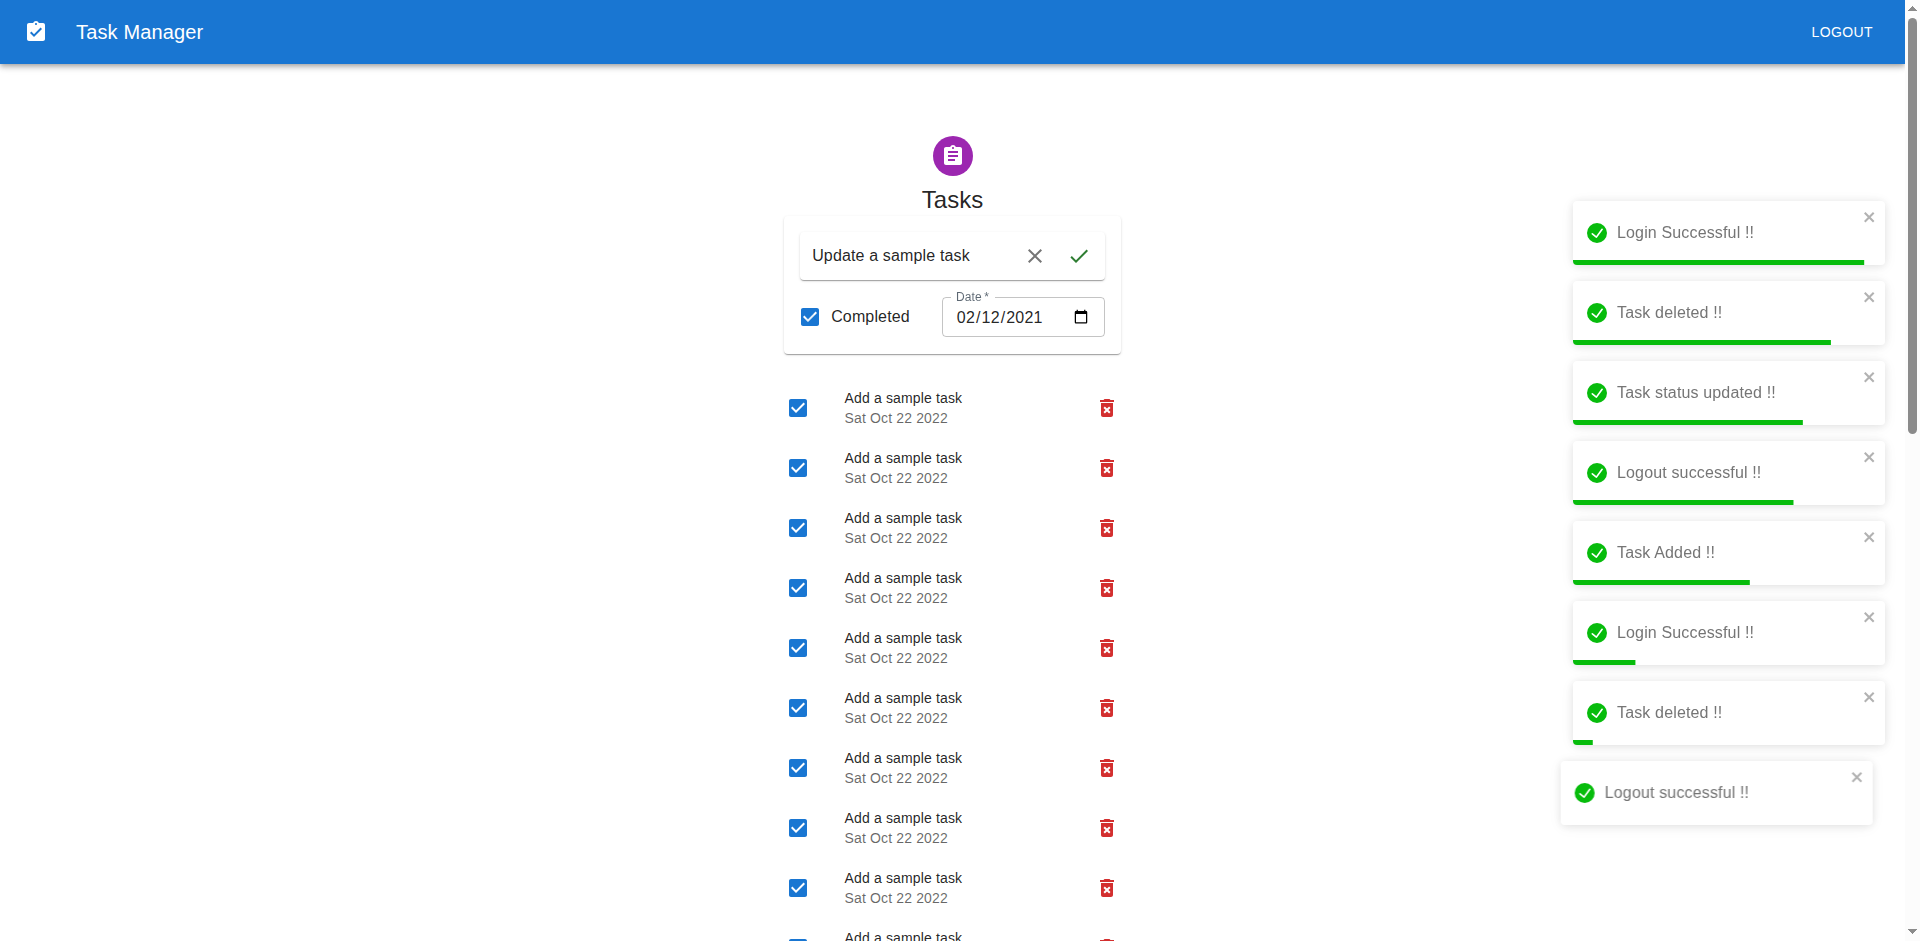 Task Manager
LOGOUT
Tasks
Update a sample task
Completed
Date *
02/12/2021
Add a sample task
Sat Oct 22 2022
Add a sample task
Sat Oct 22 2022
Add a sample task
Sat Oct 22 2022
Add a sample task
Sat Oct 22 2022
Add a sample task
Sat Oct 22 2022
Add a sample task
Sat Oct 22 2022
Add a sample task
Sat Oct 22 2022
Add a sample task
Sat Oct 22 2022
Add a sample task
Sat Oct 22 2022
Add a sample task
Login Successful !!
Task deleted !!
Task status updated !!
Logout successful !!
Task Added !!
Login Successful !!
Task deleted !!
Logout successful !!